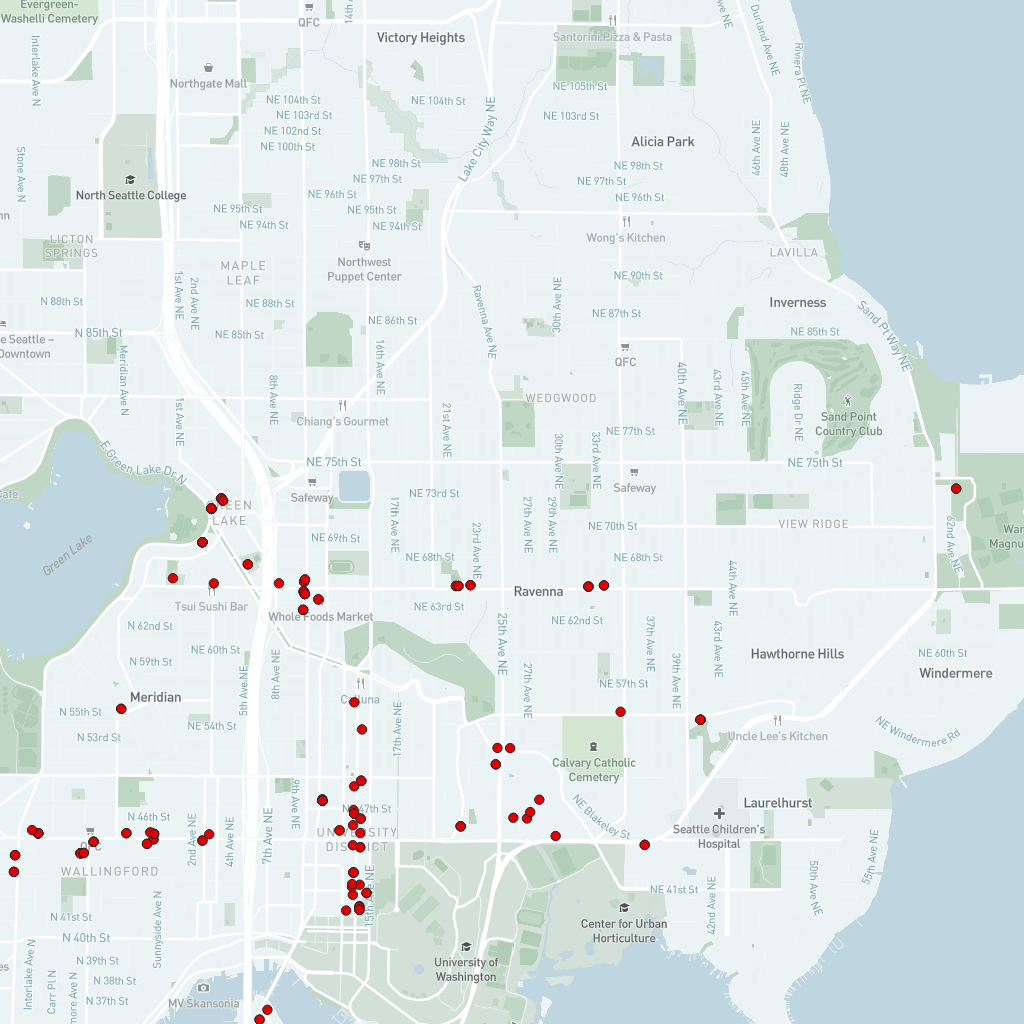 Evergreen-
Washelli Cemetery
QFC
14th
Victory Heights
Santorini Pizza & Pasta
Ave NE
Durland Ave NE
Riviera Pl NE
Interlake Ave N
Northgate Mall
NE 104th St
NE 103rd St
NE 102nd St
NE 100th St
NE 104th St
Lake City Way NE
NE 105th St
NE 103rd St
Alicia Park
46th Ave NE
48th Ave NE
Stone Ave N
North Seattle College
NE 98th St
NE 97th St
NE 96th St
NE 95th St
NE 94th St
NE 95th St
NE 94th St
NE 98th St
NE 97th St
NE 96th St
Wong's Kitchen
LICTON
SPRINGS
Northwest
Puppet Center
MAPLE
LEAF
LAVILLA
NE 90th St
1st Ave NE
2nd Ave NE
N 88th St
NE 88th St
NE 86th St
NE 85th St
Ravenna Ave NE
30th Ave NE
NE 87th St
Inverness
NE 85th St
Sand Pt Way NE
N 85th St
e Seattle –
Downtown
Meridian Ave N
16th Ave NE
QFC
8th Ave NE
1st Ave NE
Chiang's Gourmet
21st Ave NE
WEDGWOOD
40th Ave NE
43rd Ave NE
45th Ave NE
Ridge Dr NE
Sand Point
Country Club
NE 77th St
30th Ave NE
33rd Ave NE
E Green Lake Dr N
NE 75th St
NE 75th St
Safeway
Safeway
NE 73rd St
17th Ave NE
23rd Ave NE
27th Ave NE
29th Ave NE
GREEN
LAKE
NE 70th St
VIEW RIDGE
62nd Ave NE
Green Lake
NE 69th St
NE 68th St
NE 68th St
44th Ave NE
Tsui Sushi Bar
Whole Foods Market
NE 63rd St
Ravenna
NE 62nd St
N 62nd St
25th Ave NE
37th Ave NE
43rd Ave NE
NE 60th St
N 59th St
8th Ave NE
5th Ave NE
27th Ave NE
39th Ave NE
Hawthorne Hills
NE 60th St
Windermere
Meridian
NE 57th St
N 55th St
NE 54th St
N 53rd St
17th Ave NE
Uncle Lee's Kitchen
NE Windermere Rd
Calvary Catholic
Cemetery
9th Ave NE
NE 47th St
NE Blakeley St
Laurelhurst
Seattle Children's
Hospital
N 46th St
2nd Ave NE
4th Ave NE
7th Ave NE
UNIVERSITY
DISTRICT
WALLINGFORD
55th Ave NE
50th Ave NE
15th Ave NE
NE 41st St
42nd Ave NE
N 41st St
N 40th St
N 39th St
N 38th St
N 37th St
Sunnyside Ave N
Interlake Ave N
Carr Pl N
more Ave N
Center for Urban
Horticulture
University of
Washington
MV Skansonia